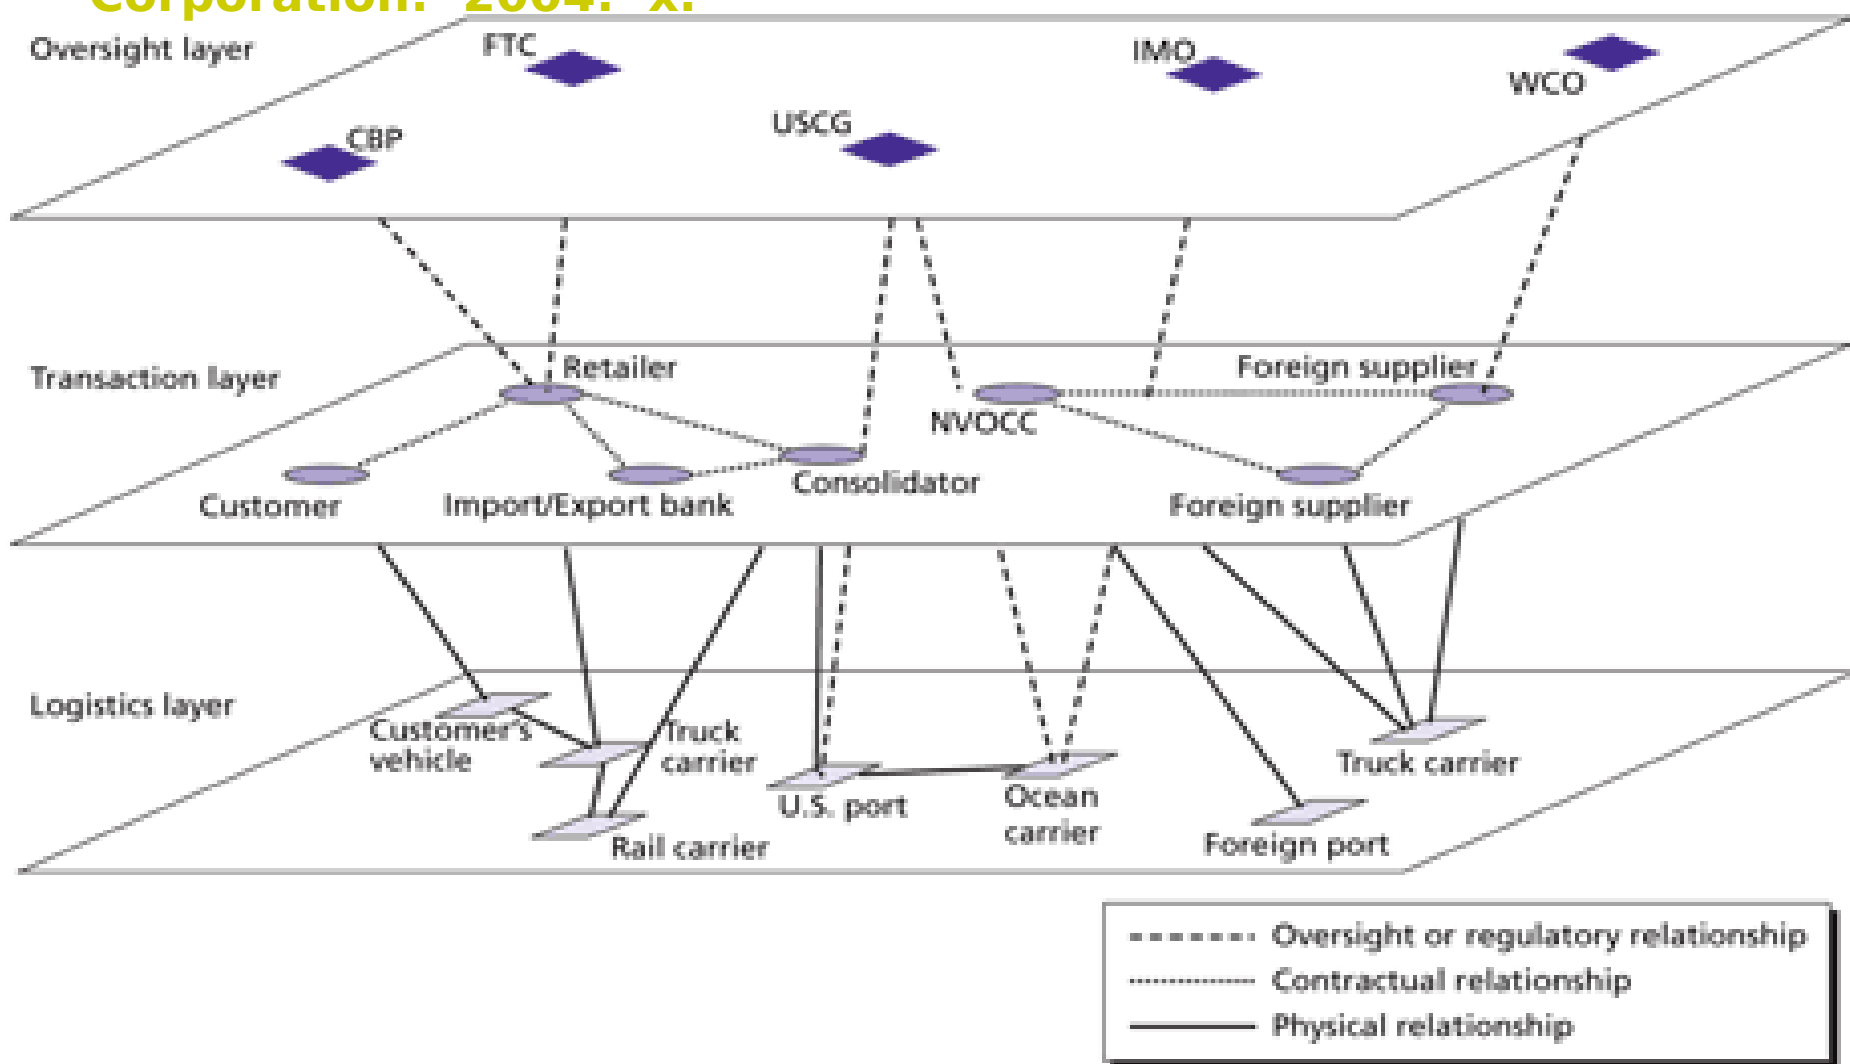 Corporation. 2004. x.
Oversight layer
FTC
IMO
WCO
CBP
USCG
Transaction layer
Retailer
Foreign supplier
NVOCC
Customer
Import/Export bank
Consolidator
Foreign supplier
Logistics layer
Customer's
vehicle
Truck
carrier
U.S. port
Ocean
carrier
Truck carrier
Rail carrier
Foreign port
Oversight or regulatory relationship
Contractual relationship
Physical relationship